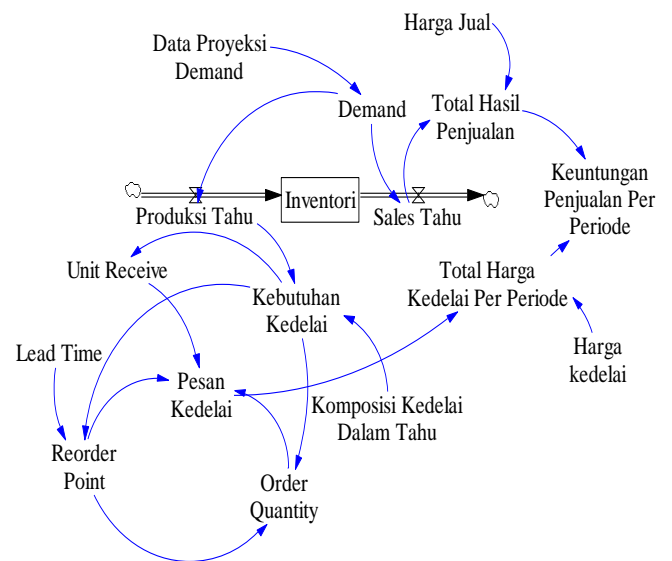 Harga Jual
Data Proyeksi
Demand
Demand
Total Hasil
Penjualan
Keuntungan
Penjualan Per
Periode
Inventori
Produksi Tahu
Sales Tahu
Unit Receive
Kebutuhan
Kedelai
Total Harga
Kedelai Per Periode
Lead Time
Harga
kedelai
Pesan
Kedelai
Komposisi Kedelai
Dalam Tahu
Reorder
Point
Order
Quantity